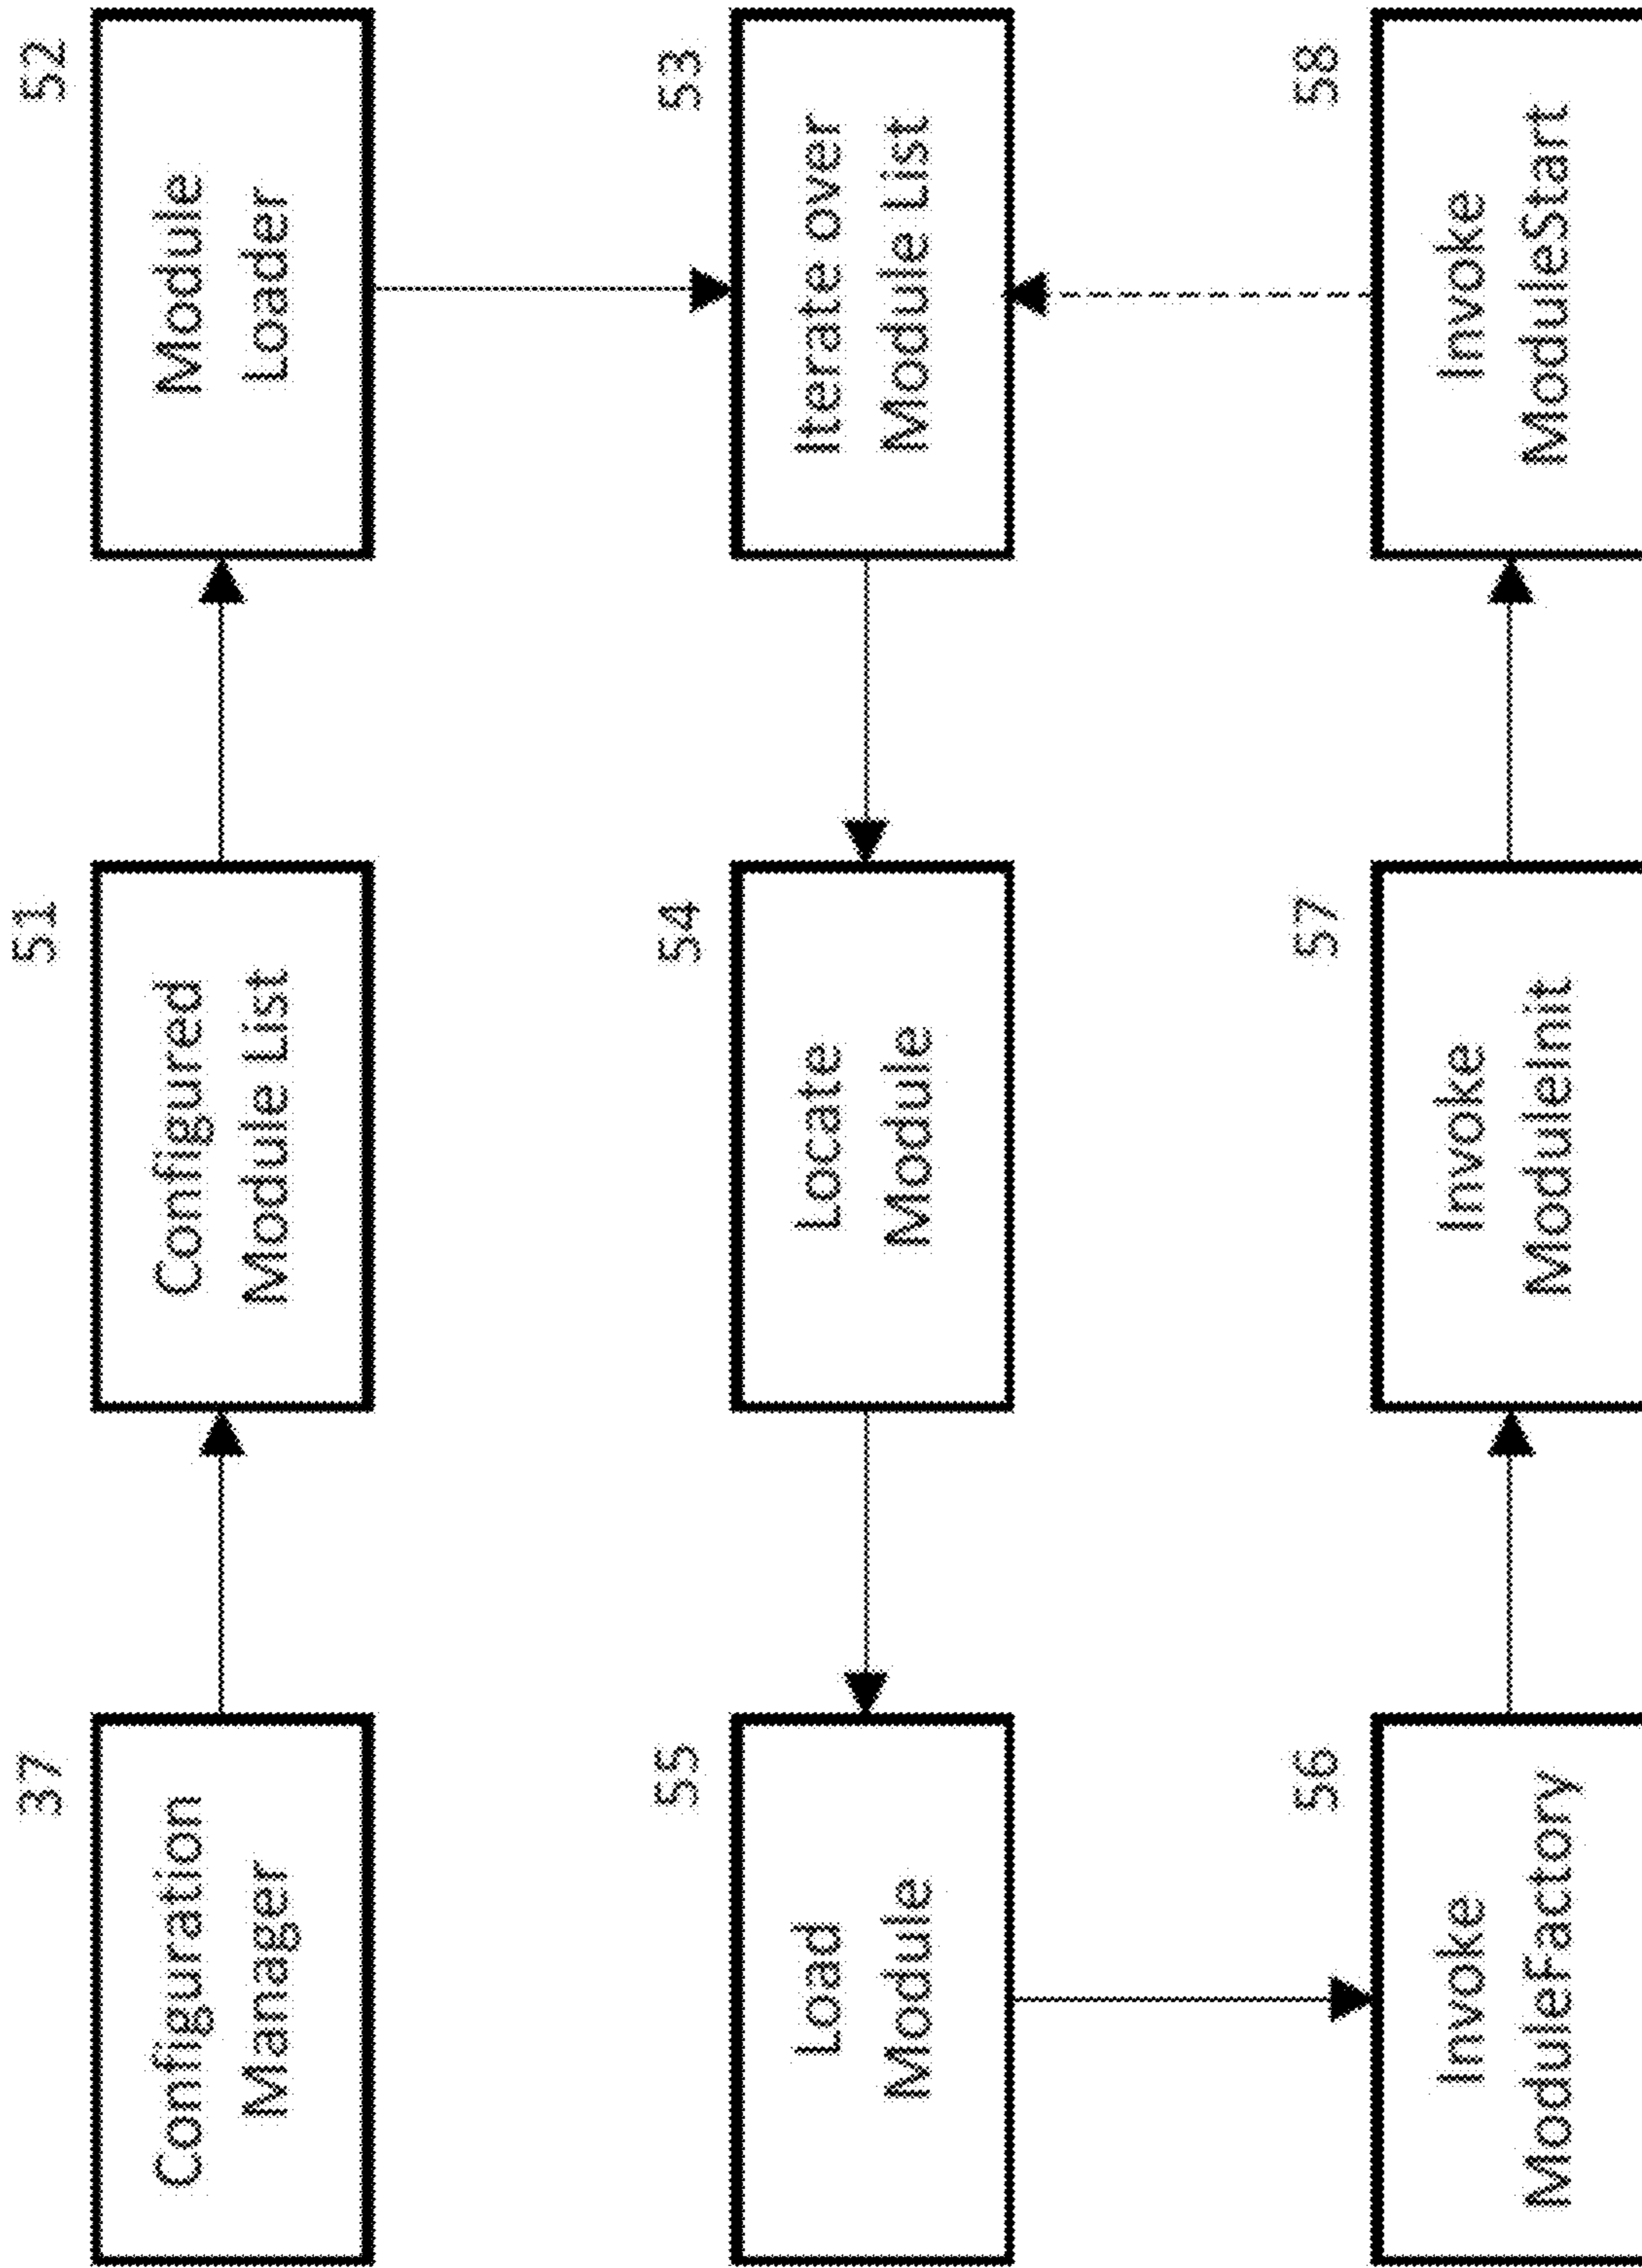 37
Configuration
Manager
51
Configured
Module List
52
Module
Loader
53
Iterate over
Module List
54
Locate
Module
55
Load
Module
56
Invoke
ModuleFactory
57
Invoke
ModuleInit
58
Invoke
ModuleStart